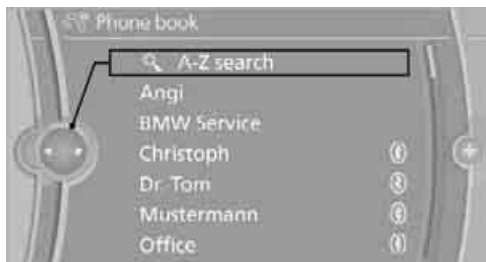 Phone book
A-Z search
Angi
BMW Service
Christoph
Dr. Tom
Mustermann
Office